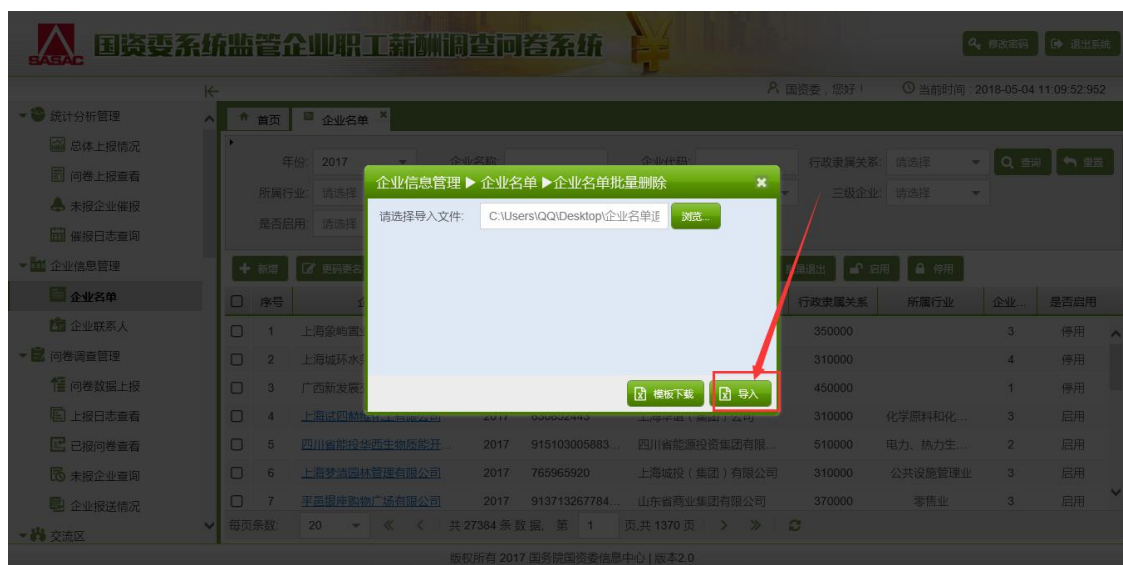 国资委系统监管企业职工薪酬调查问卷系统
SASAC
修改密码 退出系统
国资委，您好！ 当前时间：2018-05-04 11:09:52:952
统计分析管理
总体上报情况
问卷上报查看
未报企业催报
催报日志查询
企业信息管理
企业名单
企业联系人
问卷调查管理
问卷数据上报
上报日志查看
已报问卷查看
未报企业查询
企业报送情况
交流区
首页 企业名单
年份: 2017 企业名称: 企业代码: 行政隶属关系: 请选择 查询 重置
所属行业: 请选择 三级企业: 请选择
是否启用: 请选择
新增 更码更名 退出 启用 停用
企业信息管理 ▶ 企业名单 ▶企业名单批量删除
请选择导入文件: C:\Users\QQ\Desktop\企业名单 浏览...
模板下载 导入
序号 行政隶属关系 所属行业 企业... 是否启用
1 350000 3 停用
2 上海城环水 310000 4 停用
3 广西新发展 450000 1 停用
4 2017 630652443 310000 化学原料和化... 3 启用
5 四川省能投华西生物质能开... 2017 915103005883... 四川省能源投资集团有限... 510000 电力、热力生... 2 启用
6 上海梦清园林管理有限公司 2017 765965920 上海城投（集团）有限公司 310000 公共设施管理业 3 启用
7 平邑银座购物广场有限公司 2017 913713267784... 山东省商业集团有限公司 370000 零售业 3 启用
每页条数: 20 共 27384 条 数 据, 第 1 页,共 1370 页
版权所有 2017 国务院国资委信息中心 | 版本2.0